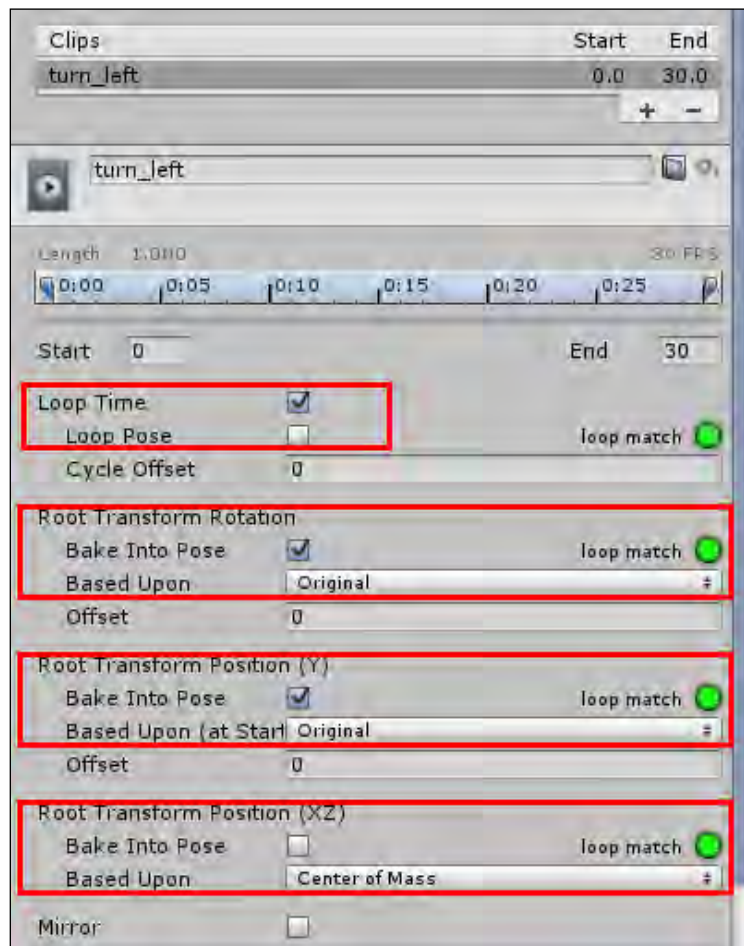 Clips Start End
turn_left 0.0 30.0
+ −
turn_left
Length 1.000 30 FPS
0:00 0:05 0:10 0:15 0:20 0:25
Start 0 End 30
Loop Time
Loop Pose loop match
Cycle Offset 0
Root Transform Rotation
Bake Into Pose loop match
Based Upon Original
Offset 0
Root Transform Position (Y)
Bake Into Pose loop match
Based Upon (at Start Original
Offset 0
Root Transform Position (XZ)
Bake Into Pose loop match
Based Upon Center of Mass
Mirror